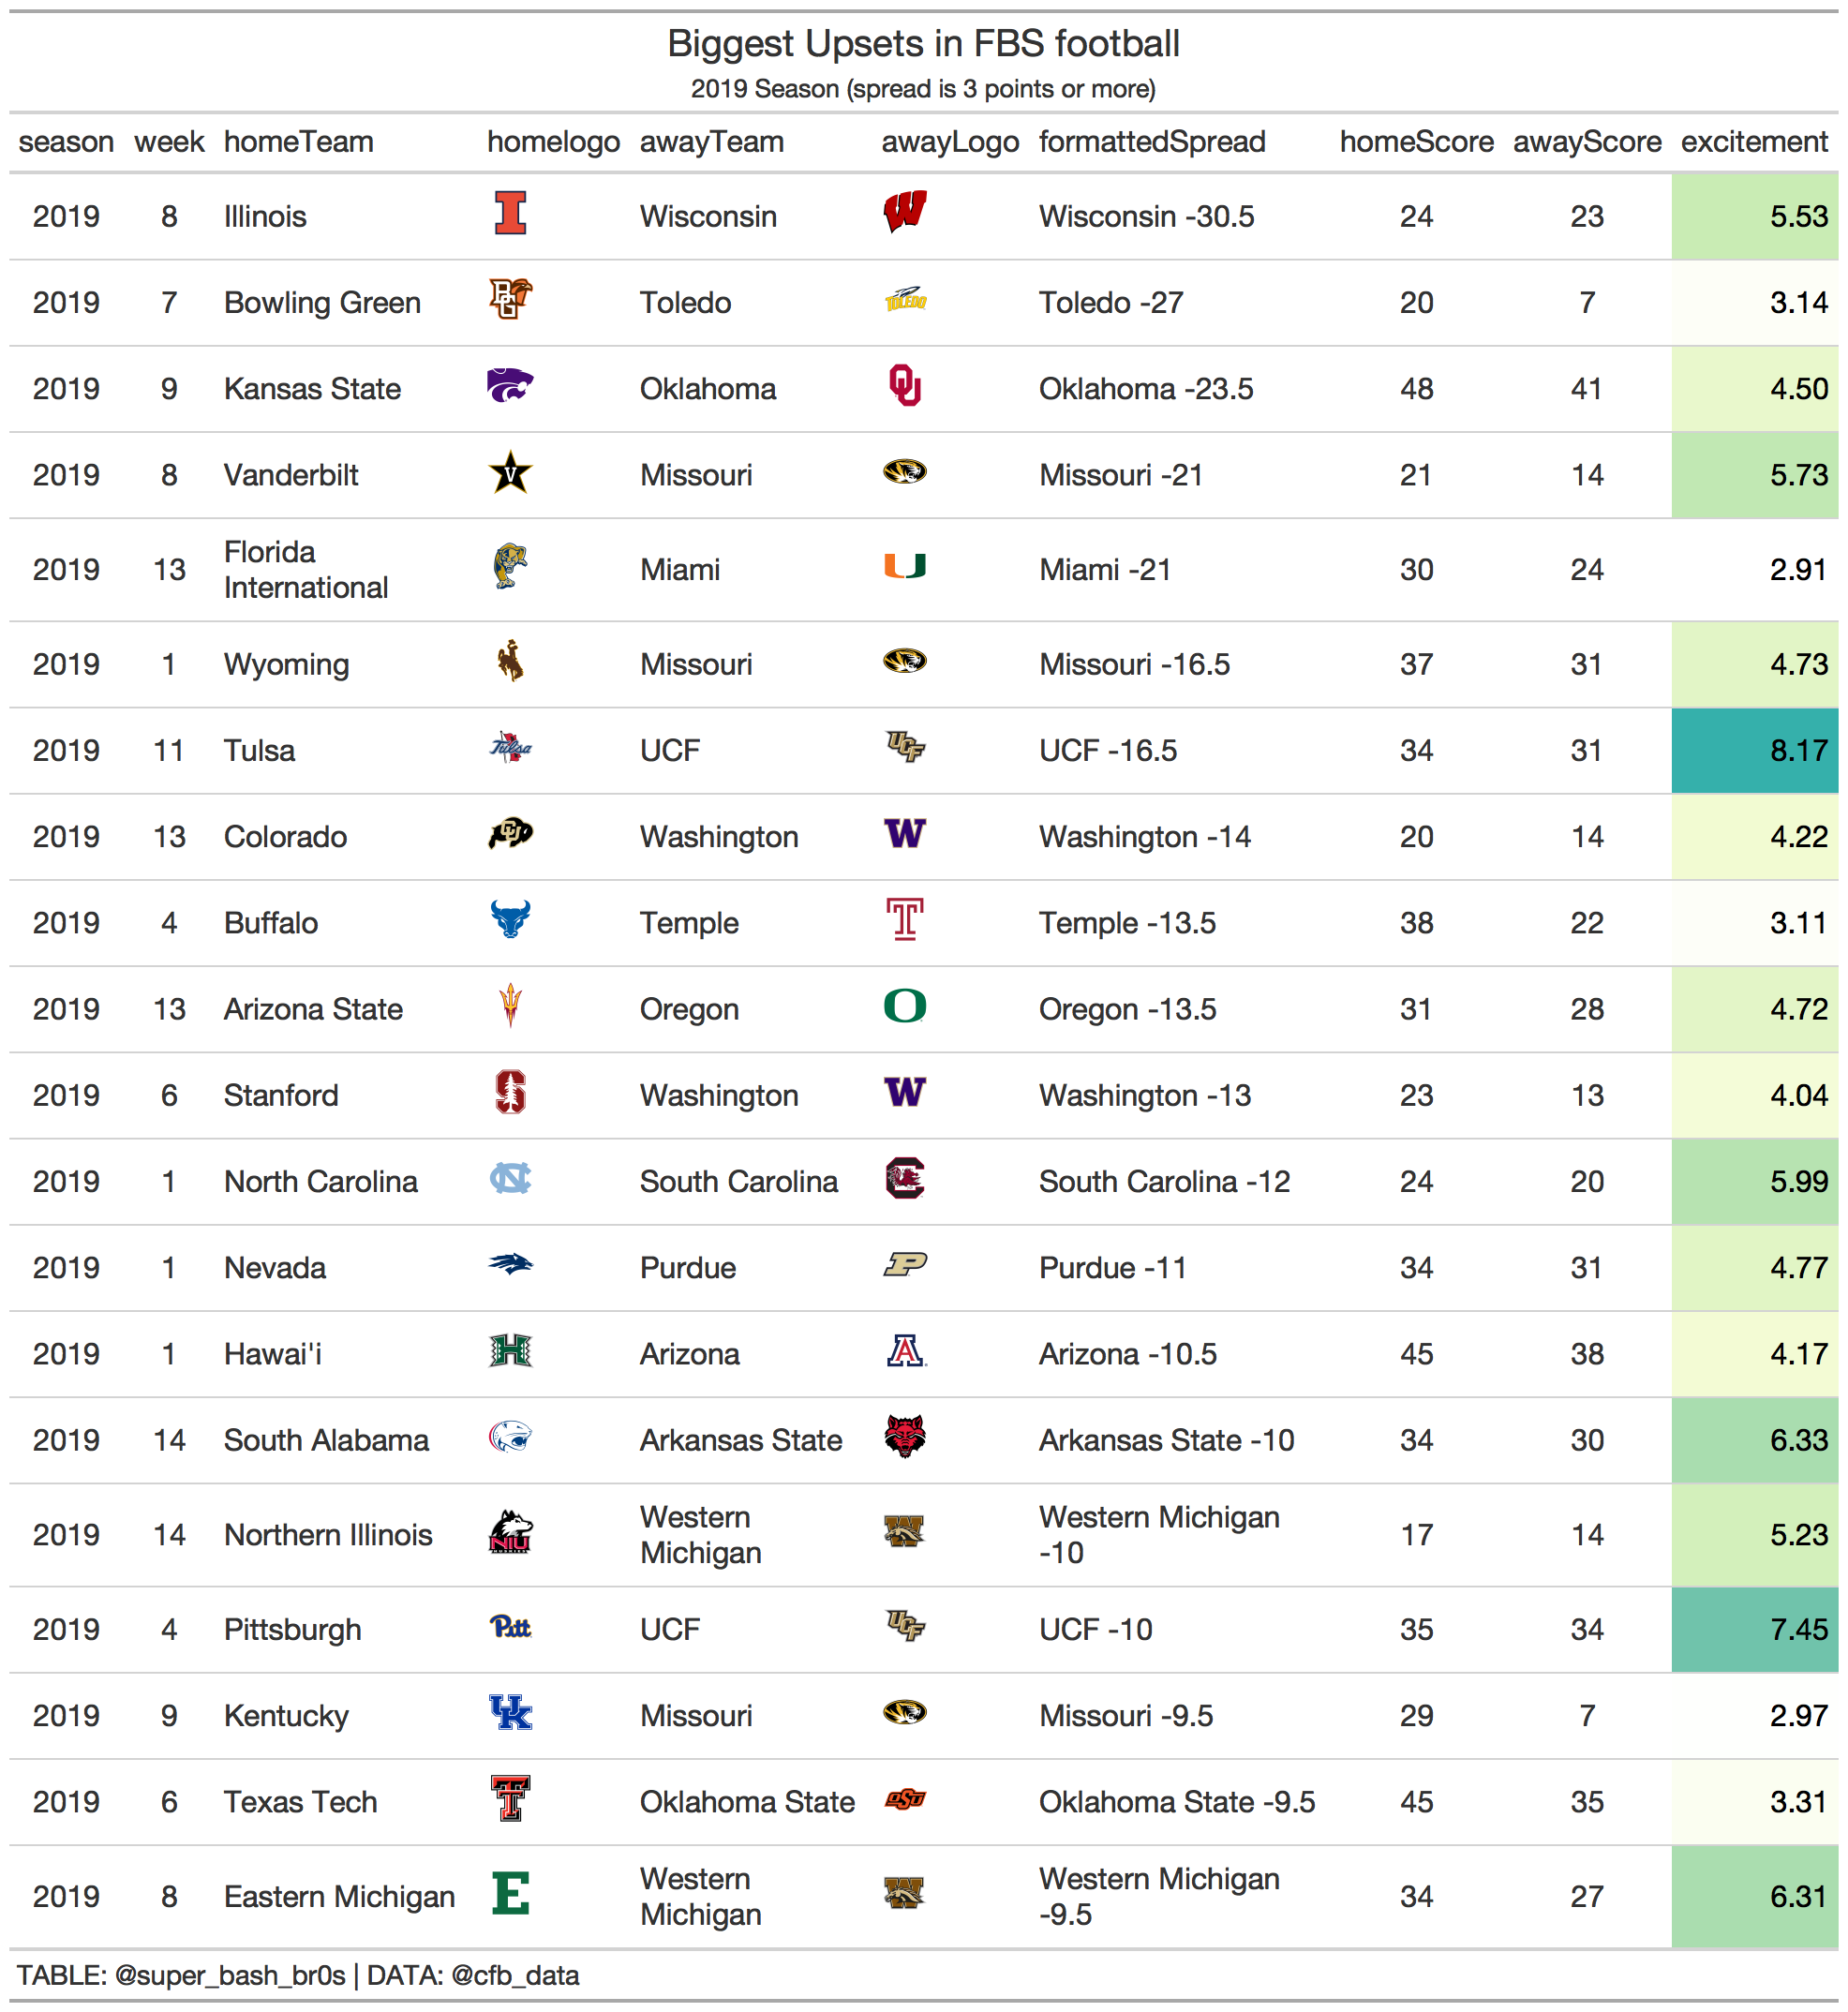 Biggest Upsets in FBS football
2019 Season (spread is 3 points or more)
season week homeTeam homelogo awayTeam awayLogo formattedSpread homeScore awayScore excitement
2019 8 Illinois I Wisconsin W Wisconsin -30.5 24 23 5.53
2019 7 Bowling Green BG Toledo TOLEDO Toledo -27 20 7 3.14
2019 9 Kansas State Oklahoma OU Oklahoma -23.5 48 41 4.50
2019 8 Vanderbilt V Missouri Missouri -21 21 14 5.73
2019 13 Florida International Miami U Miami -21 30 24 2.91
2019 1 Wyoming Missouri Missouri -16.5 37 31 4.73
2019 11 Tulsa Tulsa UCF UCF UCF -16.5 34 31 8.17
2019 13 Colorado CU Washington W Washington -14 20 14 4.22
2019 4 Buffalo Temple T Temple -13.5 38 22 3.11
2019 13 Arizona State Oregon O Oregon -13.5 31 28 4.72
2019 6 Stanford S Washington W Washington -13 23 13 4.04
2019 1 North Carolina NC South Carolina C South Carolina -12 24 20 5.99
2019 1 Nevada Purdue P Purdue -11 34 31 4.77
2019 1 Hawai'i H Arizona A Arizona -10.5 45 38 4.17
2019 14 South Alabama Arkansas State Arkansas State -10 34 30 6.33
2019 14 Northern Illinois NIU Western Michigan W Western Michigan -10 17 14 5.23
2019 4 Pittsburgh Pitt UCF UCF UCF -10 35 34 7.45
2019 9 Kentucky UK Missouri Missouri -9.5 29 7 2.97
2019 6 Texas Tech T Oklahoma State OSU Oklahoma State -9.5 45 35 3.31
2019 8 Eastern Michigan E Western Michigan W Western Michigan -9.5 34 27 6.31
TABLE: @super_bash_br0s | DATA: @cfb_data